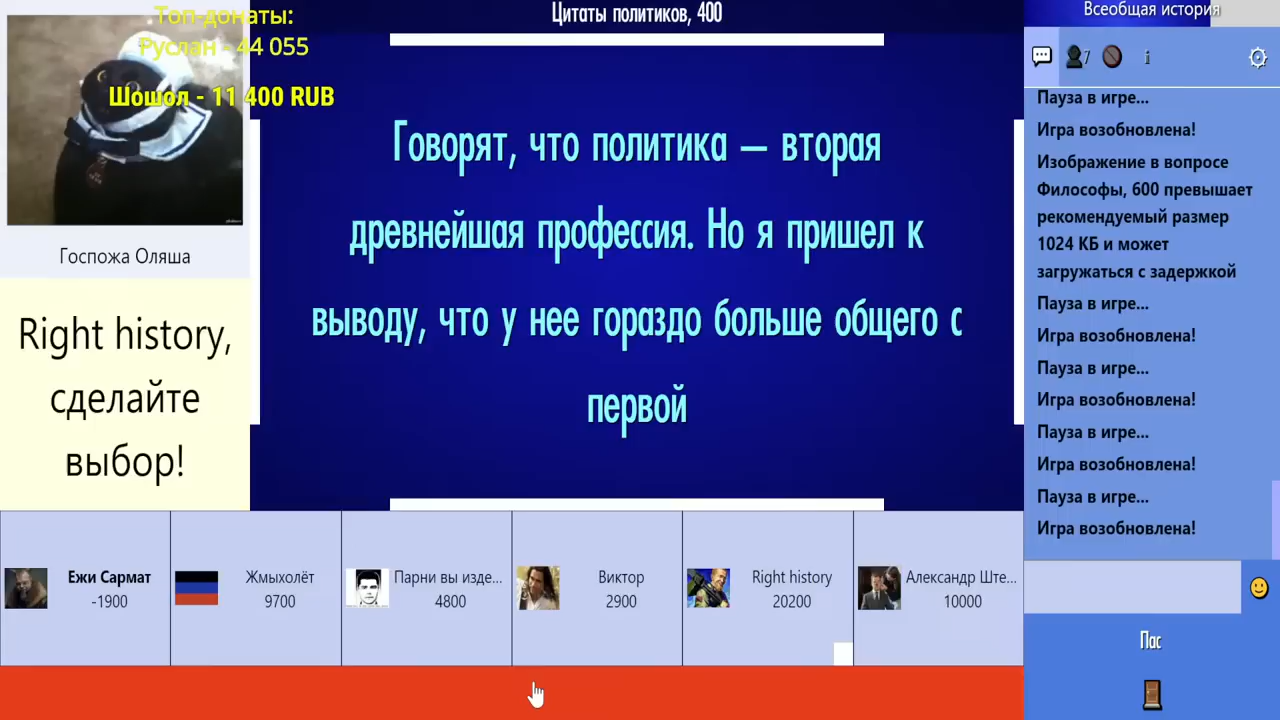 Топ-донаты:
Руслан - 44 055
Шошол - 11 400 RUB
Госпожа Оляша
Right history,
сделайте
выбор!
Цитаты политиков, 400
Говорят, что политика — вторая
древнейшая профессия. Но я пришел к
выводу, что у нее гораздо больше общего с
первой
Всеобщая история
7
i
Пауза в игре...
Игра возобновлена!
Изображение в вопросе
Философы, 600 превышает
рекомендуемый размер
1024 КБ и может
загружаться с задержкой
Пауза в игре...
Игра возобновлена!
Пауза в игре...
Игра возобновлена!
Пауза в игре...
Игра возобновлена!
Пауза в игре...
Игра возобновлена!
Пас
Ежи Сармат
-1900
Жмыхолёт
9700
Парни вы изде...
4800
Виктор
2900
Right history
20200
Александр Ште...
10000